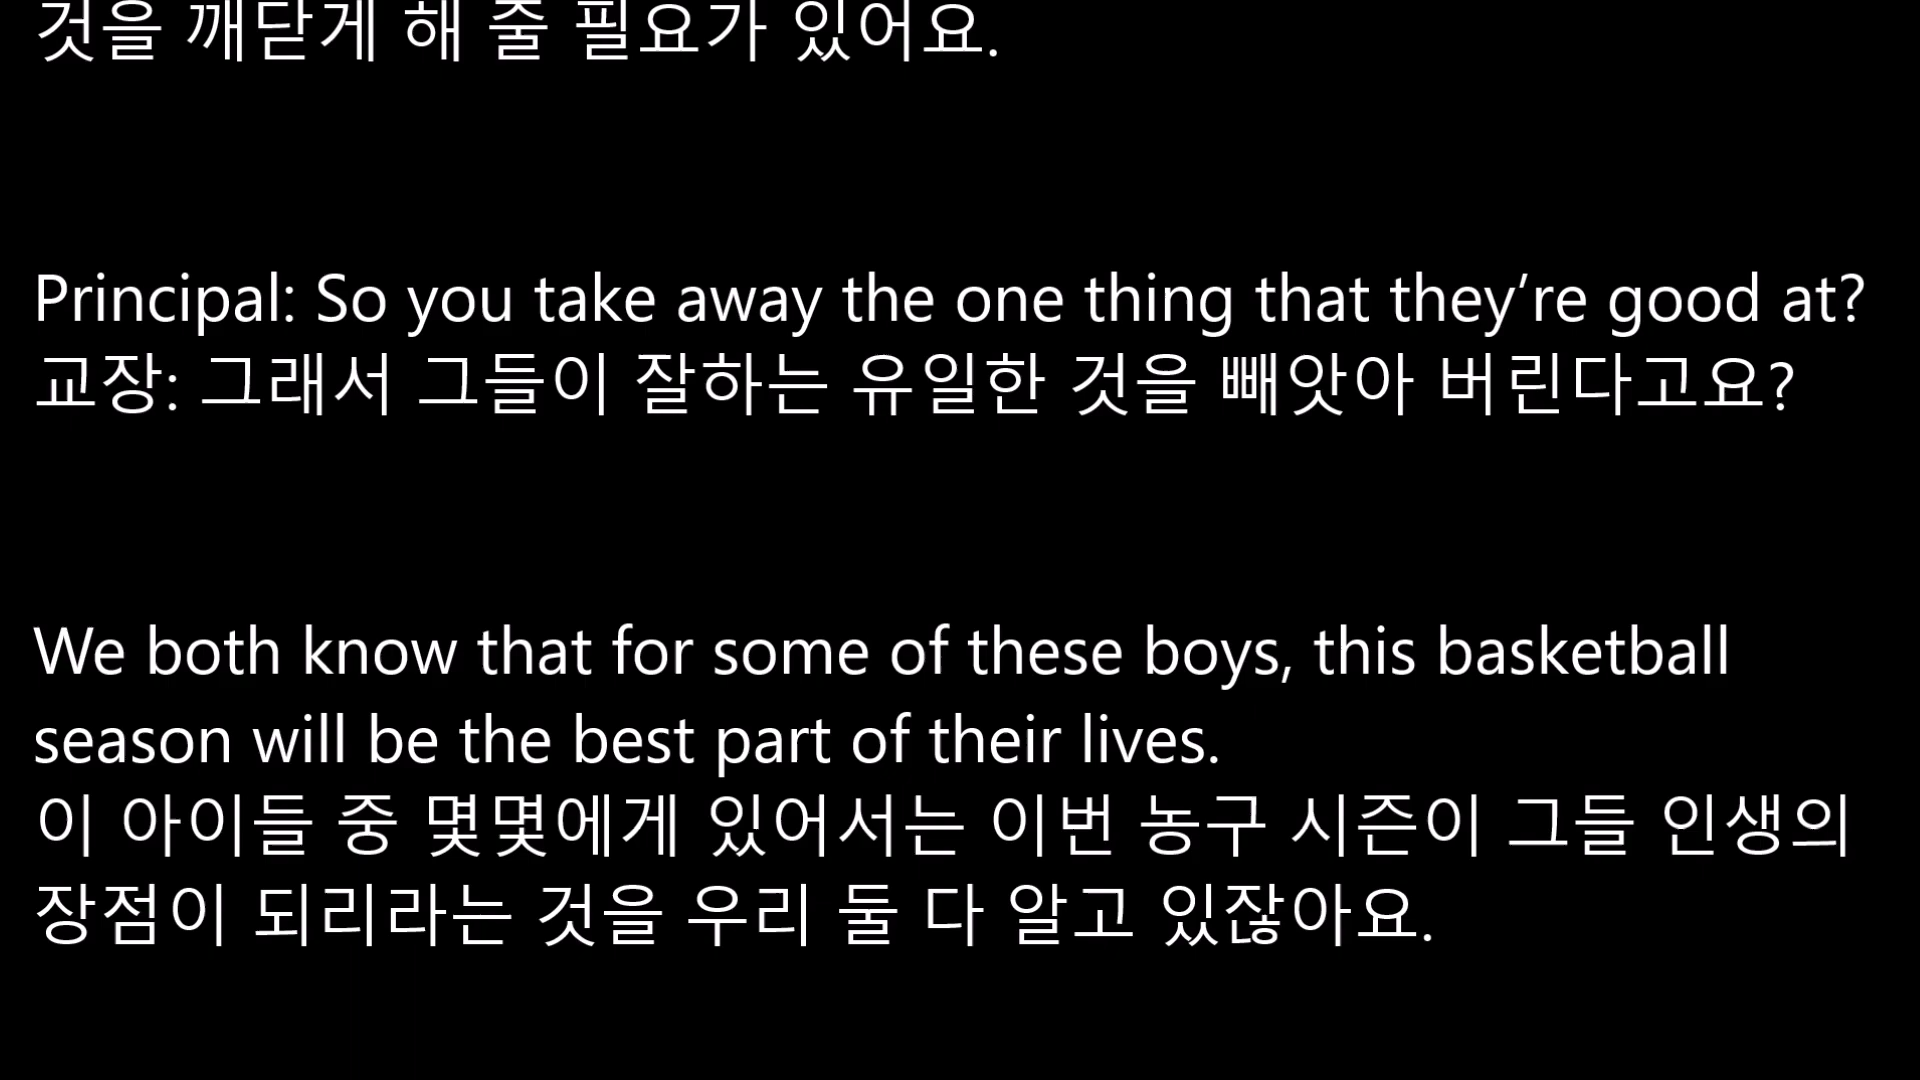 것을 깨닫게 해 줄 필요가 있어요.
Principal: So you take away the one thing that they’re good at?
교장: 그래서 그들이 잘하는 유일한 것을 빼앗아 버린다고요?
We both know that for some of these boys, this basketball
season will be the best part of their lives.
이 아이들 중 몇몇에게 있어서는 이번 농구 시즌이 그들 인생의
장점이 되리라는 것을 우리 둘 다 알고 있잖아요.